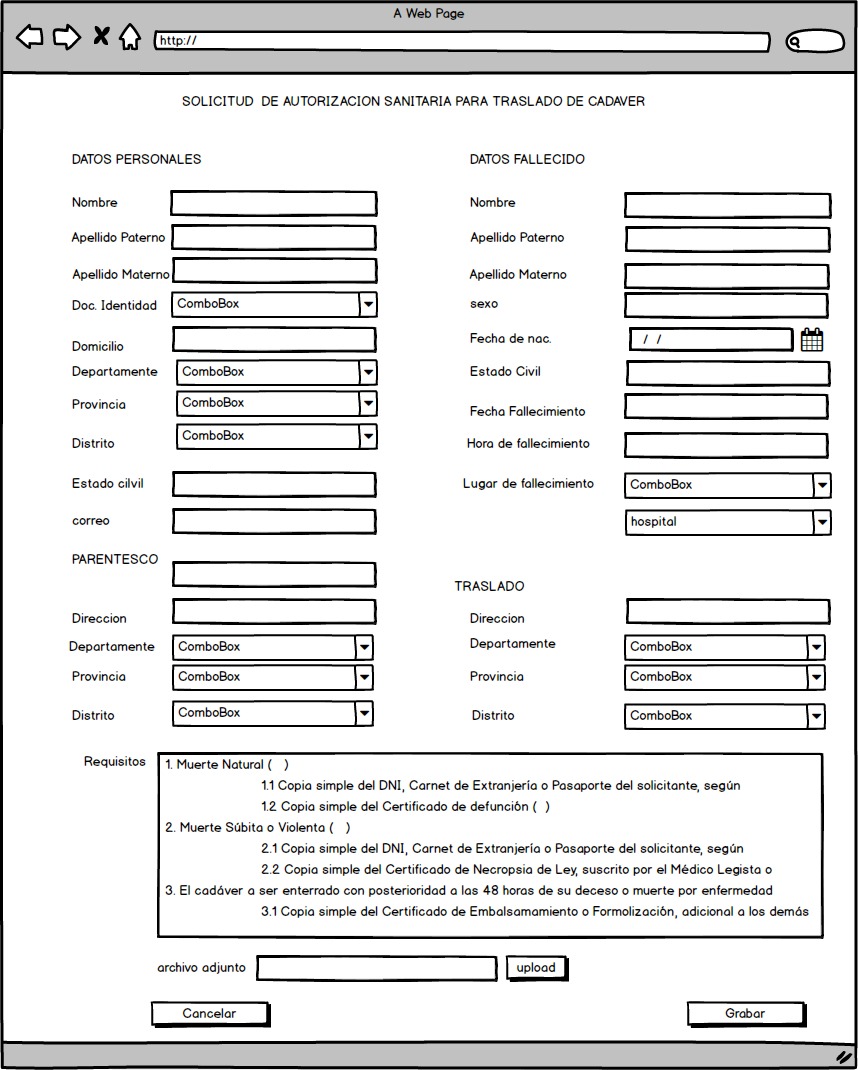 A Web Page
http://
SOLICITUD DE AUTORIZACION SANITARIA PARA TRASLADO DE CADAVER
DATOS PERSONALES
Nombre
Apellido Paterno
Apellido Materno
Doc. Identidad ComboBox
Domicilio
Departamente ComboBox
Provincia ComboBox
Distrito ComboBox
Estado cilvil
correo
PARENTESCO
Direccion
Departamente ComboBox
Provincia ComboBox
Distrito ComboBox
DATOS FALLECIDO
Nombre
Apellido Paterno
Apellido Materno
sexo
Fecha de nac. / /
Estado Civil
Fecha Fallecimiento
Hora de fallecimiento
Lugar de fallecimiento ComboBox
hospital
TRASLADO
Direccion
Departamente ComboBox
Provincia ComboBox
Distrito ComboBox
Requisitos
1. Muerte Natural ( )
1.1 Copia simple del DNI, Carnet de Extranjería o Pasaporte del solicitante, según
1.2 Copia simple del Certificado de defunción ( )
2. Muerte Súbita o Violenta ( )
2.1 Copia simple del DNI, Carnet de Extranjería o Pasaporte del solicitante, según
2.2 Copia simple del Certificado de Necropsia de Ley, suscrito por el Médico Legista o
3. El cadáver a ser enterrado con posterioridad a las 48 horas de su deceso o muerte por enfermedad
3.1 Copia simple del Certificado de Embalsamamiento o Formolización, adicional a los demás
archivo adjunto upload
Cancelar Grabar